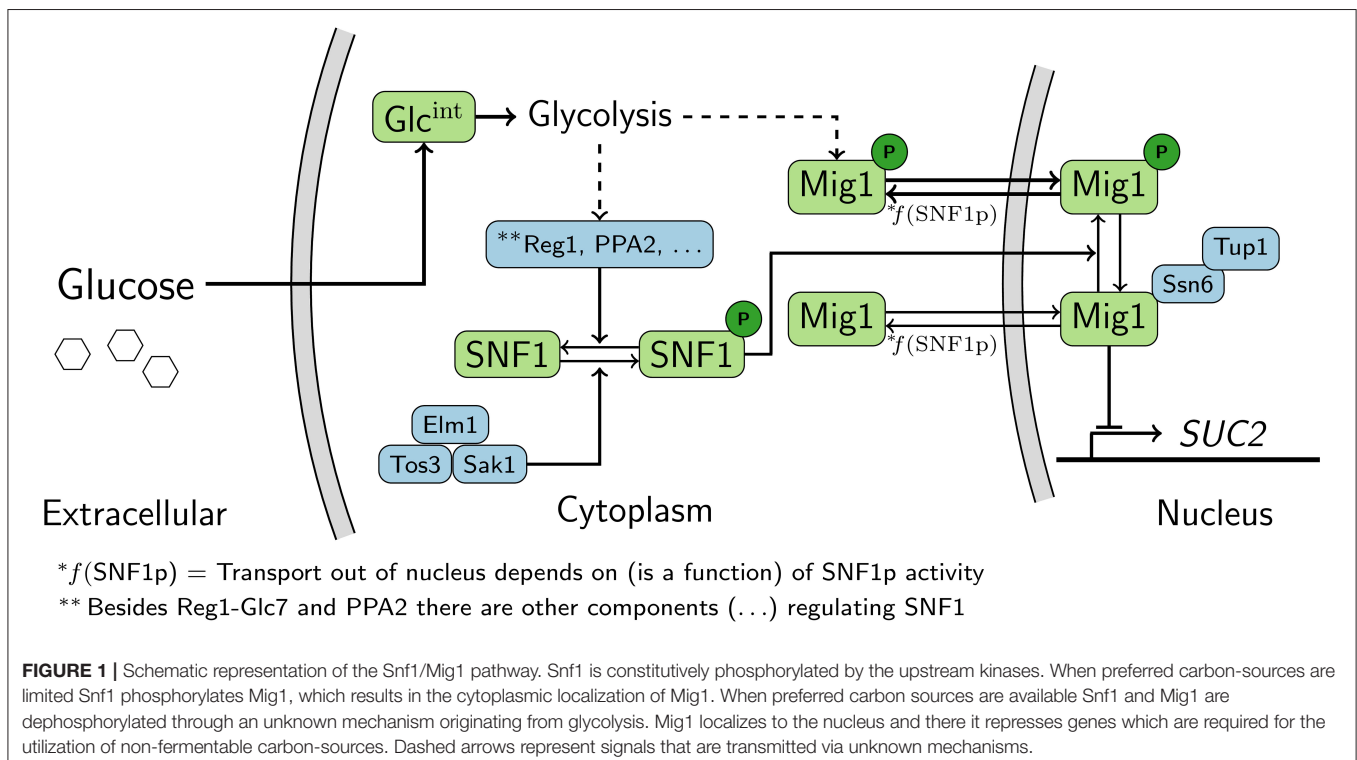 Glc^int
Glycolysis
Mig1
P
Mig1
P
*f(SNF1p)
**Reg1, PPA2, ...
Tup1
Ssn6
Glucose
SNF1
SNF1
P
Mig1
Mig1
*f(SNF1p)
Elm1
Tos3
Sak1
SUC2
Extracellular
Cytoplasm
Nucleus
*f(SNF1p) = Transport out of nucleus depends on (is a function) of SNF1p activity
** Besides Reg1-Glc7 and PPA2 there are other components (...) regulating SNF1
FIGURE 1 | Schematic representation of the Snf1/Mig1 pathway. Snf1 is constitutively phosphorylated by the upstream kinases. When preferred carbon-sources are
limited Snf1 phosphorylates Mig1, which results in the cytoplasmic localization of Mig1. When preferred carbon sources are available Snf1 and Mig1 are
dephosphorylated through an unknown mechanism originating from glycolysis. Mig1 localizes to the nucleus and there it represses genes which are required for the
utilization of non-fermentable carbon-sources. Dashed arrows represent signals that are transmitted via unknown mechanisms.